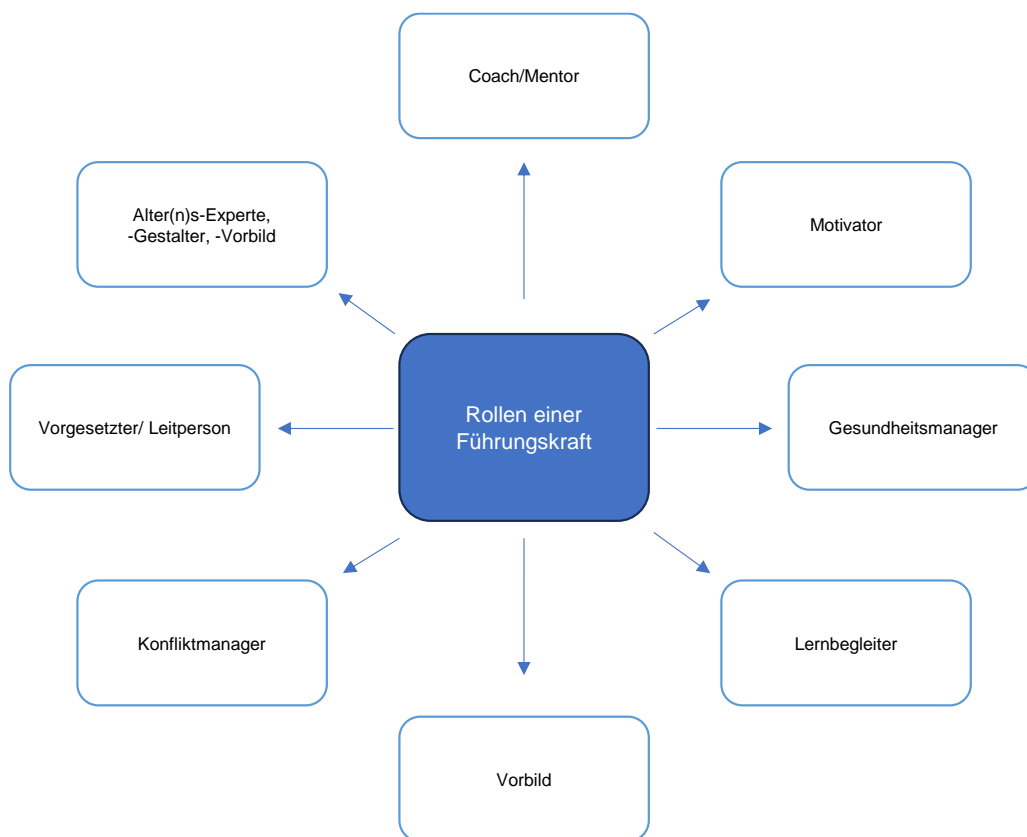 Coach/Mentor
Alter(n)s-Experte,
-Gestalter, -Vorbild
Motivator
Vorgesetzter/ Leitperson
Rollen einer
Führungskraft
Gesundheitsmanager
Konfliktmanager
Lernbegleiter
Vorbild